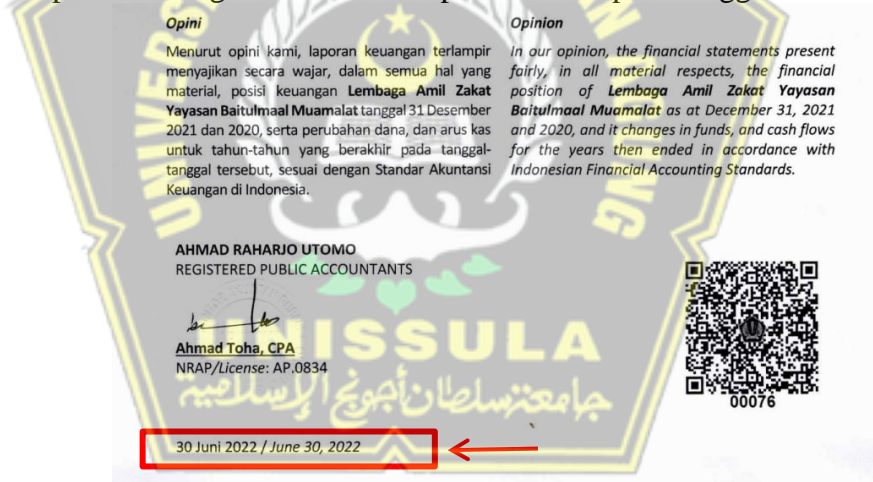 Opini
Menurut opini kami, laporan keuangan terlampir
menyajikan secara wajar, dalam semua hal yang
material, posisi keuangan Lembaga Amil Zakat
Yayasan Baitulmaal Muamalat tanggal 31 Desember
2021 dan 2020, serta perubahan dana, dan arus kas
untuk tahun-tahun yang berakhir pada tanggal-
tanggal tersebut, sesuai dengan Standar Akuntansi
Keuangan di Indonesia.
Opinion
In our opinion, the financial statements present
fairly, in all material respects, the financial
position of Lembaga Amil Zakat Yayasan
Baitulmaal Muamalat as at December 31, 2021
and 2020, and it changes in funds, and cash flows
for the years then ended in accordance with
Indonesian Financial Accounting Standards.
AHMAD RAHARJO UTOMO
REGISTERED PUBLIC ACCOUNTANTS
Ahmad Toha, CPA
NRAP/License: AP.0834
00076
30 Juni 2022 / June 30, 2022
UNISSULA
جامعتسلطان أجونج الإسلامية